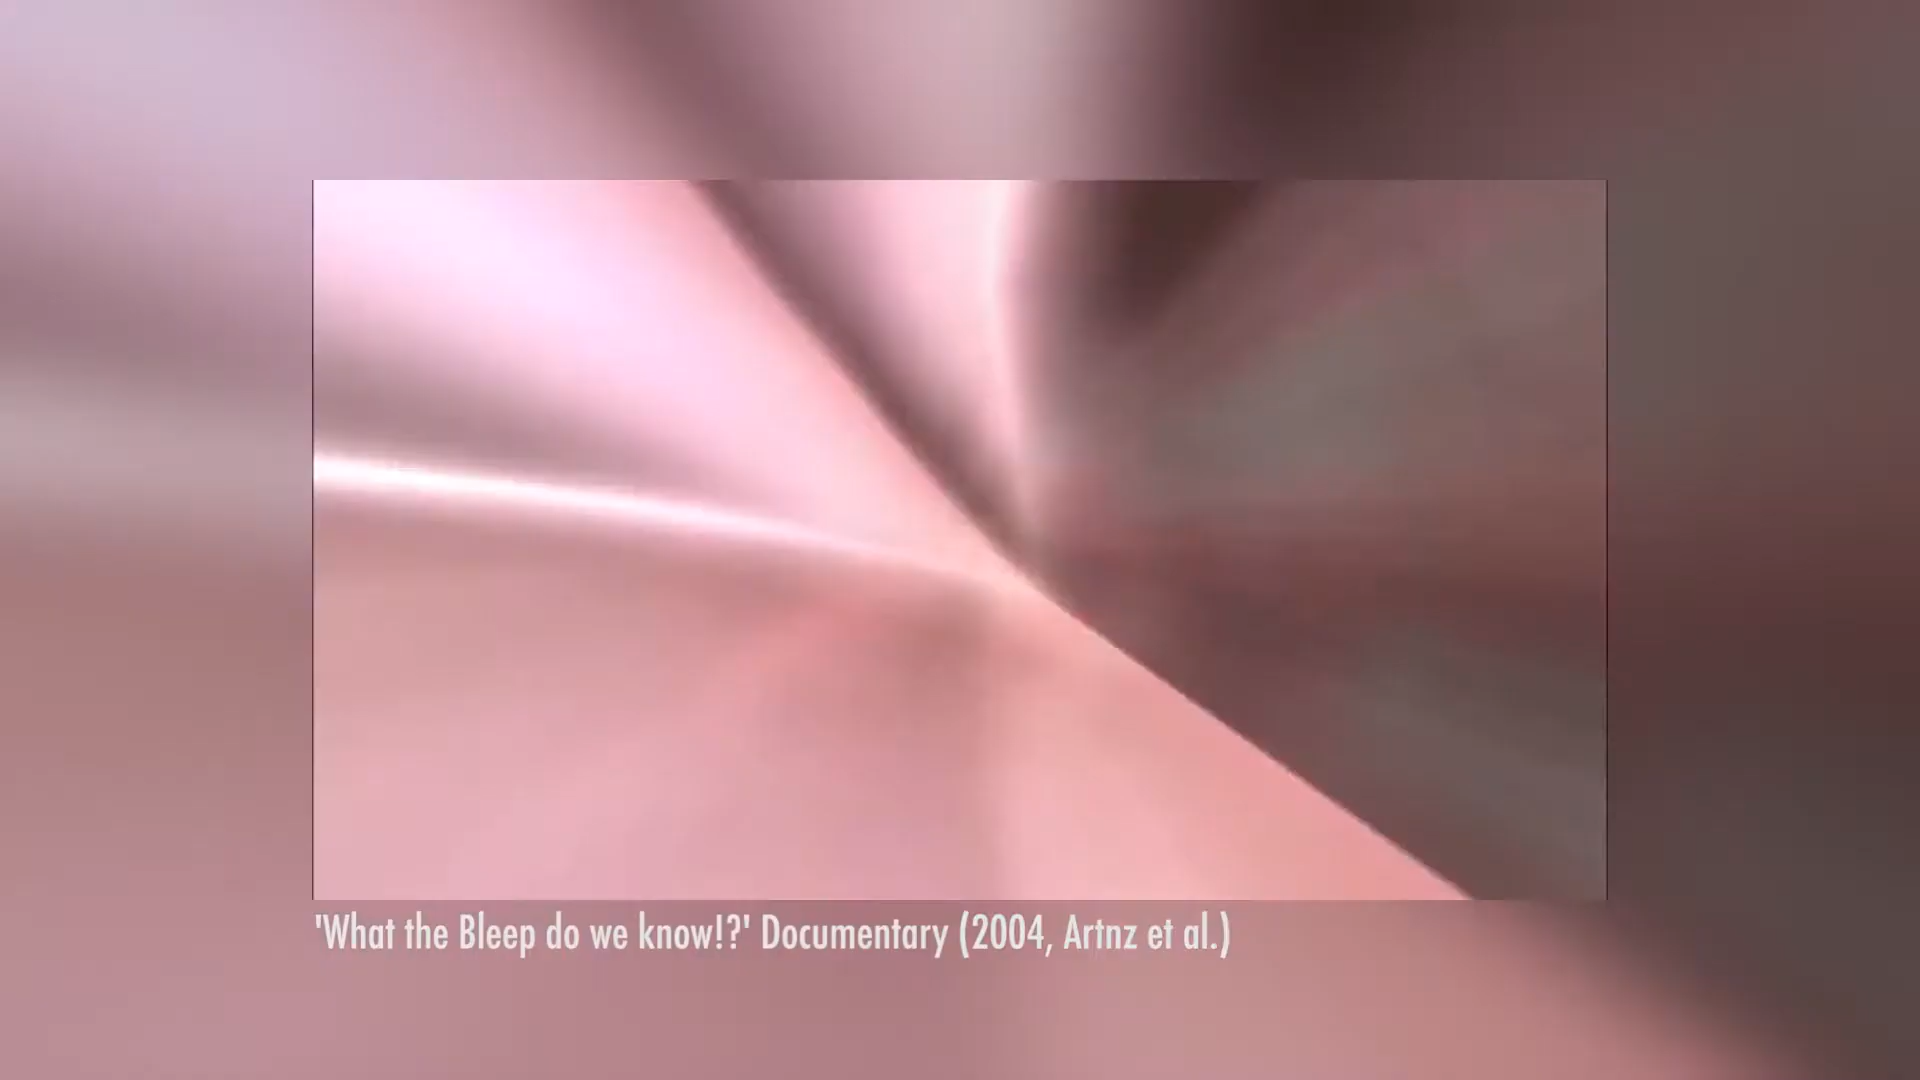 'What the Bleep do we know!?' Documentary (2004, Artnz et al.)